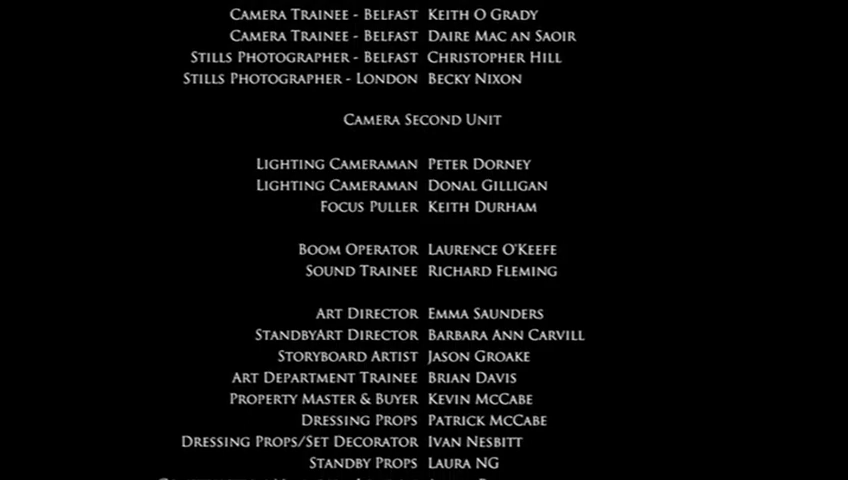 CAMERA TRAINEE - BELFAST KEITH O GRADY
CAMERA TRAINEE - BELFAST DAIRE MAC AN SAOIR
STILLS PHOTOGRAPHER - BELFAST CHRISTOPHER HILL
STILLS PHOTOGRAPHER - LONDON BECKY NIXON
CAMERA SECOND UNIT
LIGHTING CAMERAMAN PETER DORNEY
LIGHTING CAMERAMAN DONAL GILLIGAN
FOCUS PULLER KEITH DURHAM
BOOM OPERATOR LAURENCE O'KEEFE
SOUND TRAINEE RICHARD FLEMING
ART DIRECTOR EMMA SAUNDERS
STANDBYART DIRECTOR BARBARA ANN CARVILL
STORYBOARD ARTIST JASON GROAKE
ART DEPARTMENT TRAINEE BRIAN DAVIS
PROPERTY MASTER & BUYER KEVIN MCCABE
DRESSING PROPS PATRICK MCCABE
DRESSING PROPS/SET DECORATOR IVAN NESBITT
STANDBY PROPS LAURA NG